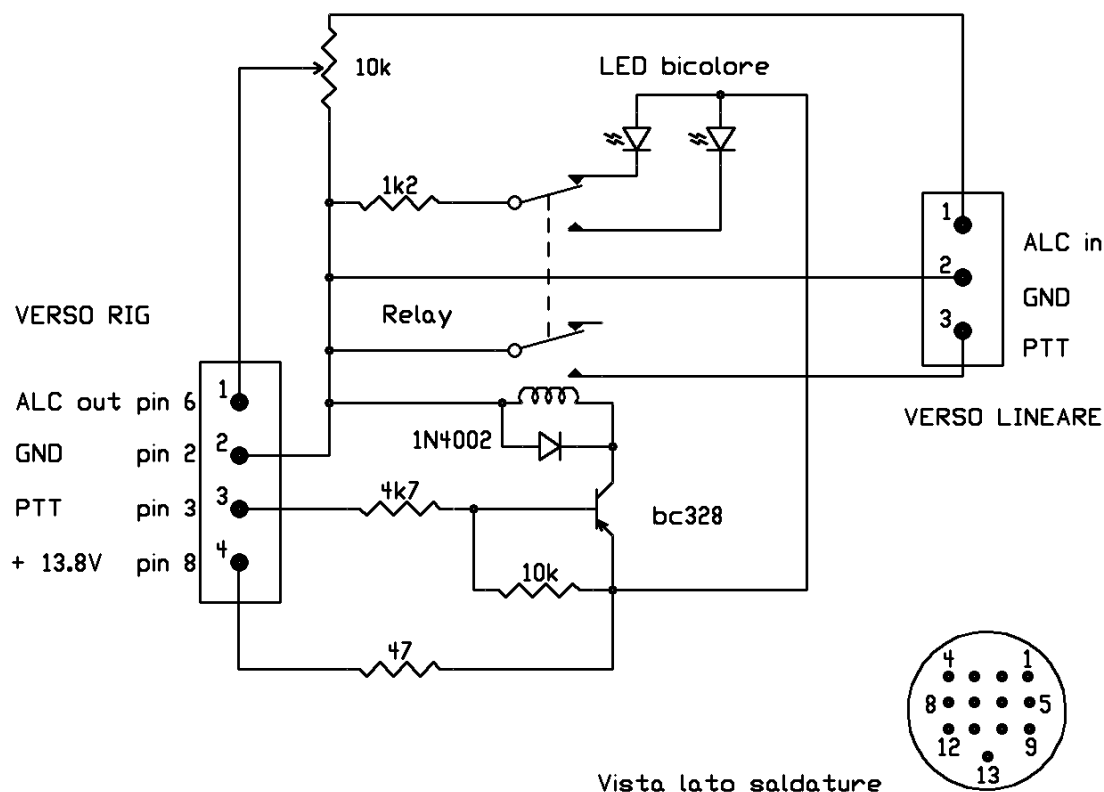 10k
LED bicolore
1k2
1
ALC in
2
GND
3
PTT
VERSO LINEARE
VERSO RIG
Relay
ALC out pin 6 1
GND pin 2 2
PTT pin 3 3
+ 13.8V pin 8 4
1N4002
4k7
bc328
10k
47
4 1
8 5
12 9
13
Vista lato saldature